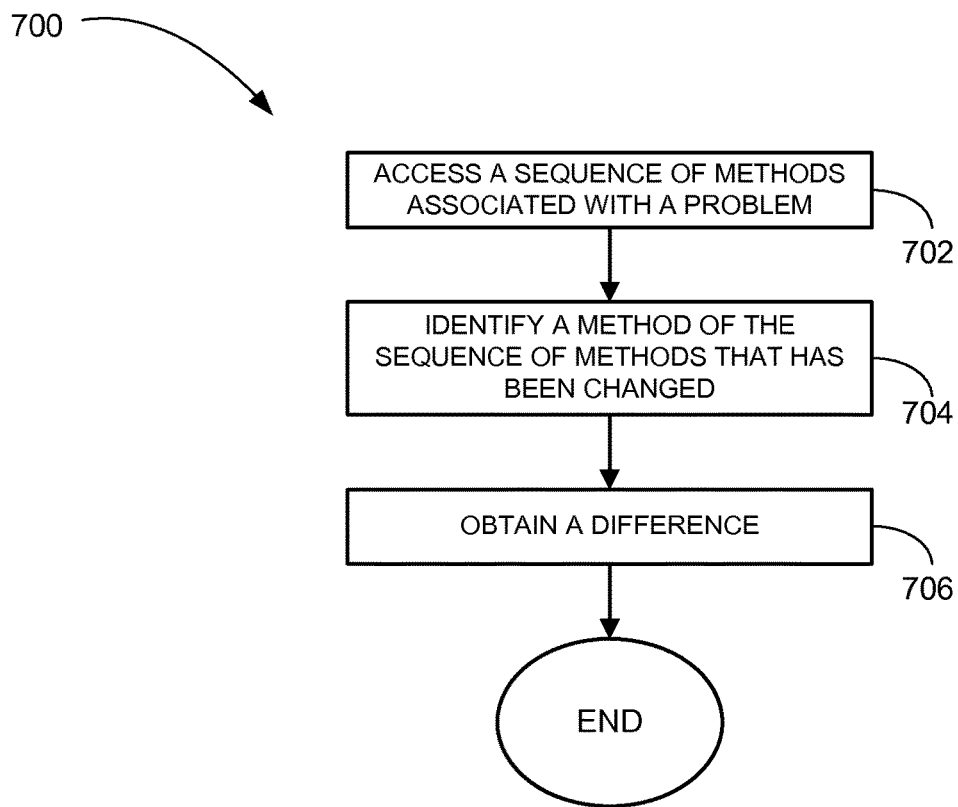 700
ACCESS A SEQUENCE OF METHODS
ASSOCIATED WITH A PROBLEM
702
IDENTIFY A METHOD OF THE
SEQUENCE OF METHODS THAT HAS
BEEN CHANGED
704
OBTAIN A DIFFERENCE
706
END